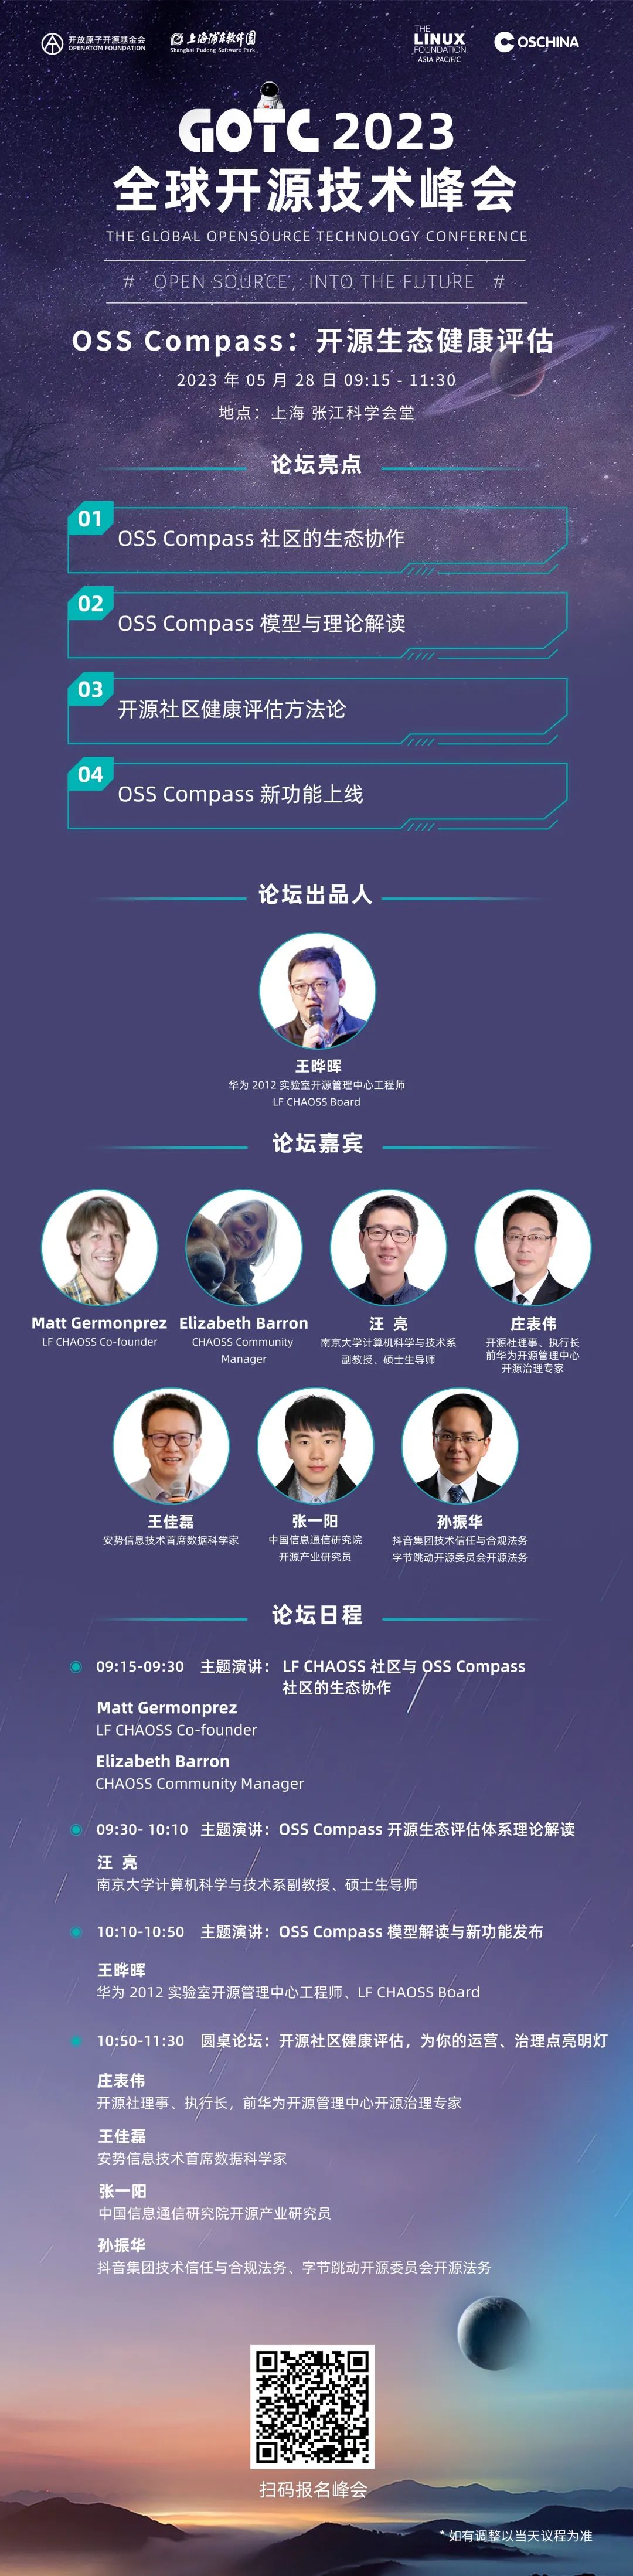 开放原子开源基金会
OPENATOM FOUNDATION
上海浦东软件园
Shanghai Pudong Software Park
THE
LINUX
FOUNDATION
ASIA PACIFIC
OSCHINA
GOTC 2023
全球开源技术峰会
THE GLOBAL OPENSOURCE TECHNOLOGY CONFERENCE
# OPEN SOURCE, INTO THE FUTURE #
OSS Compass：开源生态健康评估
2023 年 05 月 28 日 09:15 - 11:30
地点：上海 张江科学会堂
论坛亮点
01
OSS Compass 社区的生态协作
02
OSS Compass 模型与理论解读
03
开源社区健康评估方法论
04
OSS Compass 新功能上线
论坛出品人
王晔晖
华为 2012 实验室开源管理中心工程师
LF CHAOSS Board
论坛嘉宾
Matt Germonprez
LF CHAOSS Co-founder
Elizabeth Barron
CHAOSS Community
Manager
汪 亮
南京大学计算机科学与技术系
副教授、硕士生导师
庄表伟
开源社理事、执行长
前华为开源管理中心
开源治理专家
王佳磊
安势信息技术首席数据科学家
张一阳
中国信息通信研究院
开源产业研究员
孙振华
抖音集团技术信任与合规法务
字节跳动开源委员会开源法务
论坛日程
09:15-09:30 主题演讲： LF CHAOSS 社区与 OSS Compass
社区的生态协作
Matt Germonprez
LF CHAOSS Co-founder
Elizabeth Barron
CHAOSS Community Manager
09:30- 10:10 主题演讲：OSS Compass 开源生态评估体系理论解读
汪 亮
南京大学计算机科学与技术系副教授、硕士生导师
10:10-10:50 主题演讲：OSS Compass 模型解读与新功能发布
王晔晖
华为 2012 实验室开源管理中心工程师、LF CHAOSS Board
10:50-11:30 圆桌论坛：开源社区健康评估，为你的运营、治理点亮明灯
庄表伟
开源社理事、执行长，前华为开源管理中心开源治理专家
王佳磊
安势信息技术首席数据科学家
张一阳
中国信息通信研究院开源产业研究员
孙振华
抖音集团技术信任与合规法务、字节跳动开源委员会开源法务
扫码报名峰会
* 如有调整以当天议程为准